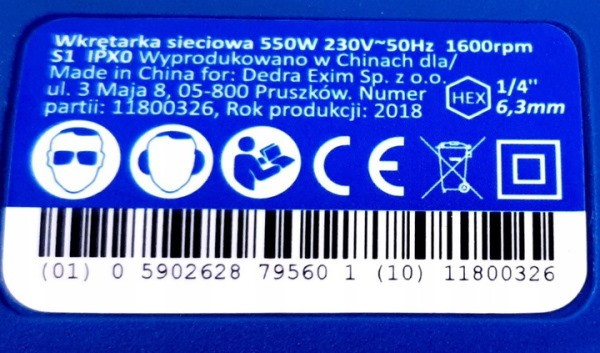 Wkrętarka sieciowa 550W 230V~50Hz 1600rpm
S1 IPX0 Wyprodukowano w Chinach dla/
Made in China for: Dedra Exim Sp. z o.o.
ul. 3 Maja 8, 05-800 Pruszków. Numer
partii: 11800326, Rok produkcji: 2018
HEX 1/4"
6,3mm
CE
(01) 0 5902628 79560 1 (10) 11800326